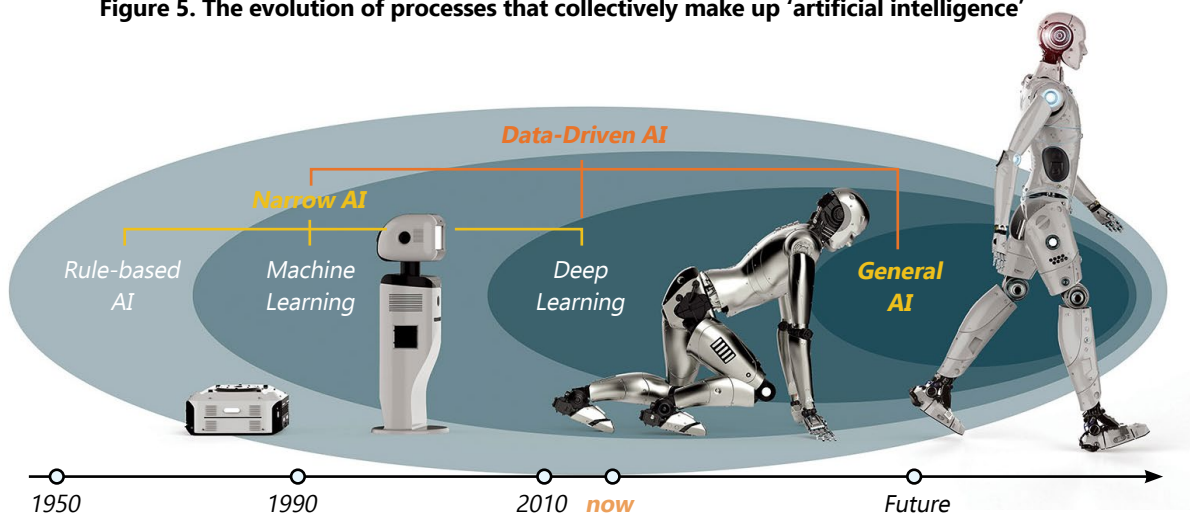 Figure 5. The evolution of processes that collectively make up ‘artificial intelligence’
Data-Driven AI
Narrow AI
Rule-based
AI
Machine
Learning
Deep
Learning
General
AI
1950
1990
2010
now
Future